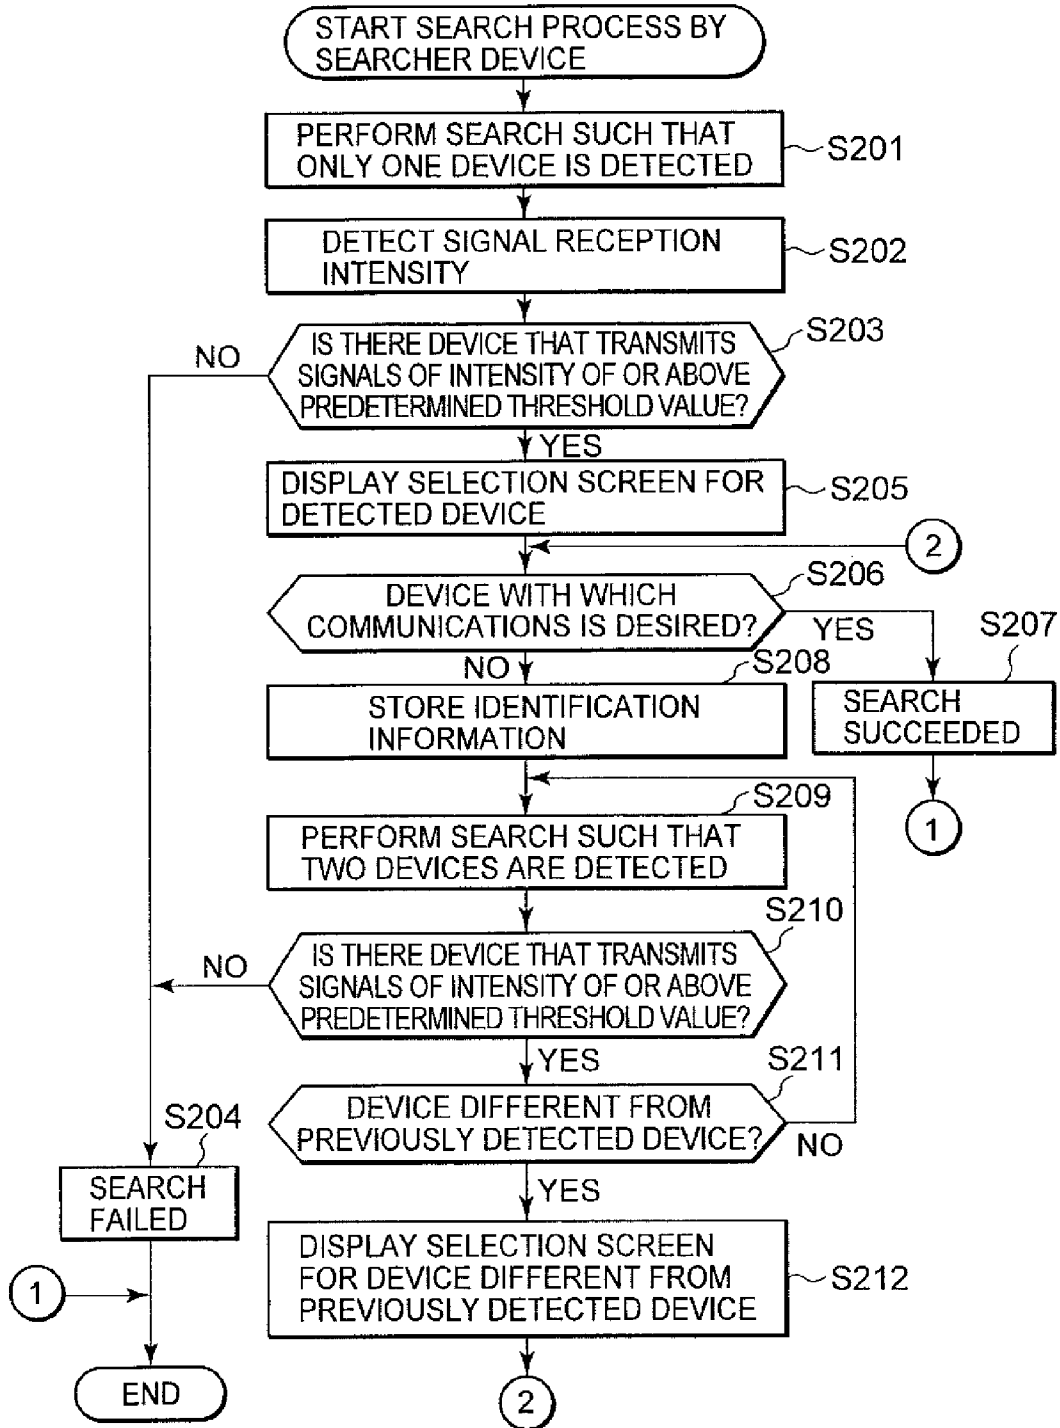 START SEARCH PROCESS BY
SEARCHER DEVICE
PERFORM SEARCH SUCH THAT
ONLY ONE DEVICE IS DETECTED
S201
DETECT SIGNAL RECEPTION
INTENSITY
S202
S203
IS THERE DEVICE THAT TRANSMITS
SIGNALS OF INTENSITY OF OR ABOVE
PREDETERMINED THRESHOLD VALUE?
NO
YES
DISPLAY SELECTION SCREEN FOR
DETECTED DEVICE
S205
2
S206
DEVICE WITH WHICH
COMMUNICATIONS IS DESIRED?
YES
NO
S207
SEARCH
SUCCEEDED
1
S208
STORE IDENTIFICATION
INFORMATION
S209
PERFORM SEARCH SUCH THAT
TWO DEVICES ARE DETECTED
S210
IS THERE DEVICE THAT TRANSMITS
SIGNALS OF INTENSITY OF OR ABOVE
PREDETERMINED THRESHOLD VALUE?
NO
YES
S211
DEVICE DIFFERENT FROM
PREVIOUSLY DETECTED DEVICE?
NO
YES
S204
SEARCH
FAILED
DISPLAY SELECTION SCREEN
FOR DEVICE DIFFERENT FROM
PREVIOUSLY DETECTED DEVICE
S212
1
END
2